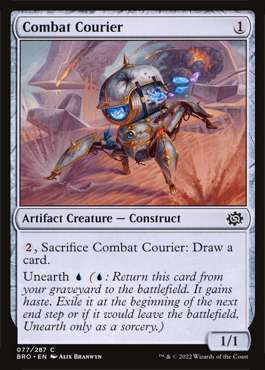 Combat Courier 1
Artifact Creature — Construct
2, Sacrifice Combat Courier: Draw a
card.
Unearth (: Return this card from
your graveyard to the battlefield. It gains
haste. Exile it at the beginning of the next
end step or if it would leave the battlefield.
Unearth only as a sorcery.)
1/1
077/287 C
BRO • EN Alix Branwyn
™ & © 2022 Wizards of the Coast